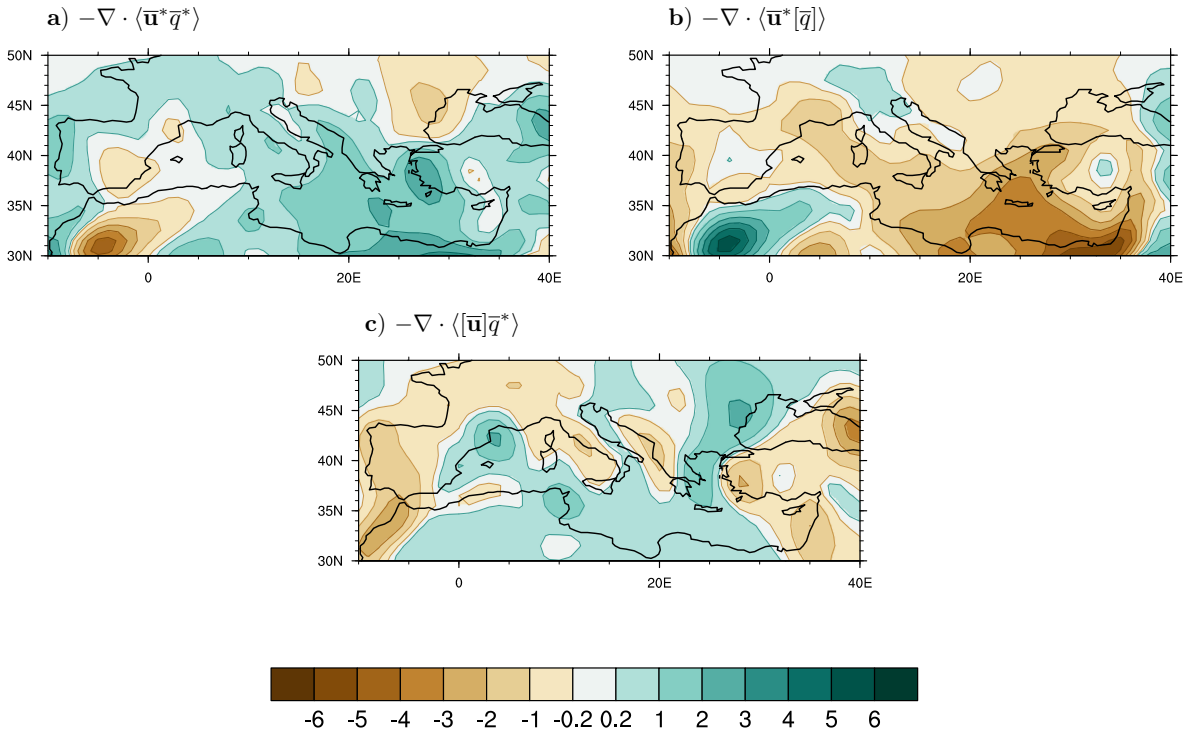 a) −∇ · ⟨u̅*q̅*⟩
b) −∇ · ⟨u̅*[q̅]⟩
50N
45N
40N
35N
30N
0
20E
40E
50N
45N
40N
35N
30N
0
20E
40E
c) −∇ · ⟨[u̅]q̅*⟩
50N
45N
40N
35N
30N
0
20E
40E
-6 -5 -4 -3 -2 -1 -0.2 0.2 1 2 3 4 5 6